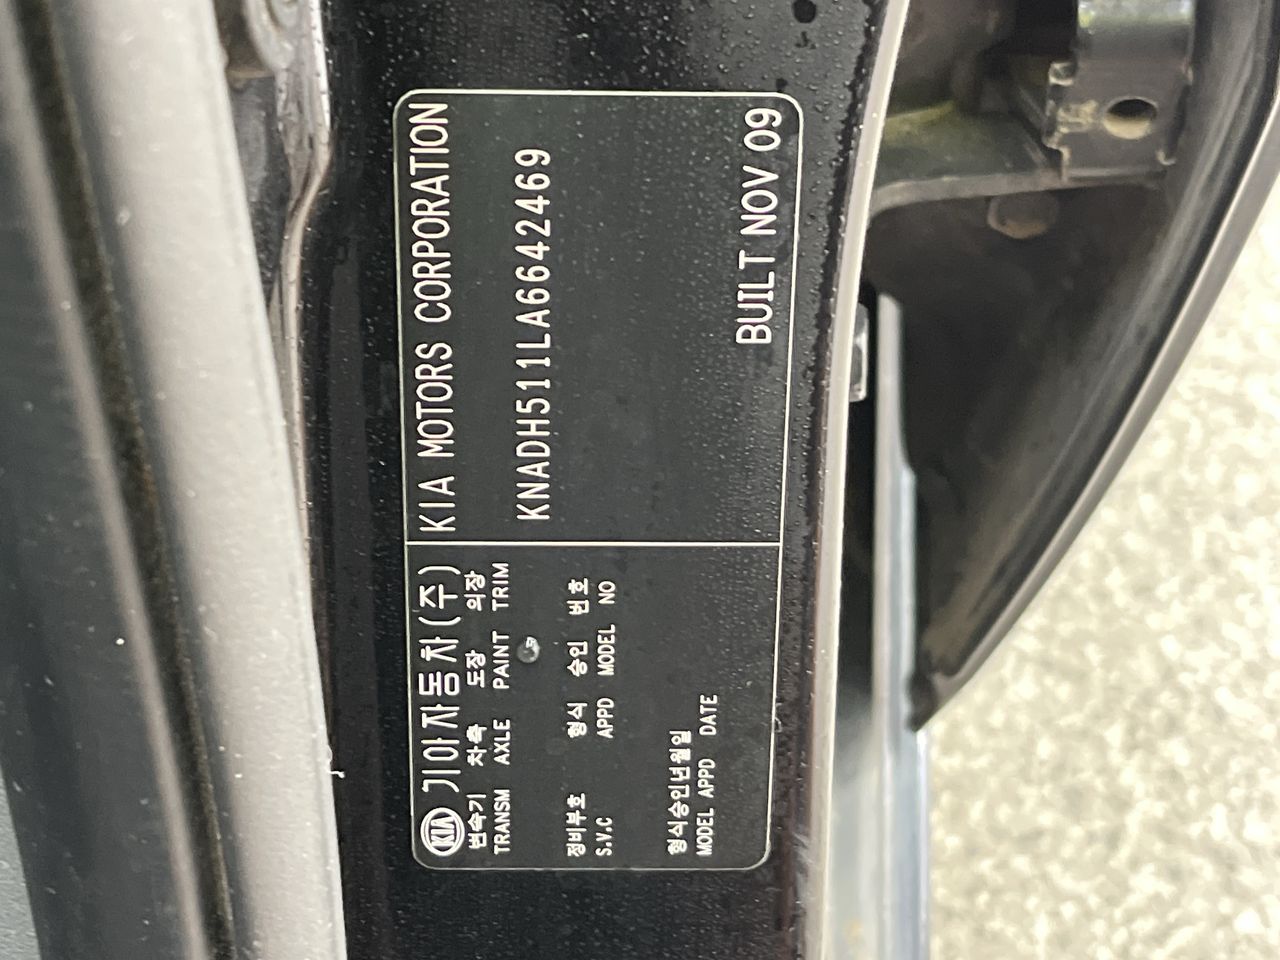 KIA 기아자동차(주)
변속기 차축 도장 의장
TRANSM AXLE PAINT TRIM
정비부호 형식 승인 번호
S.V.C APPD MODEL NO
형식승인년월일
MODEL APPD DATE
KIA MOTORS CORPORATION
KNADH511LA6642469
BUILT NOV 09